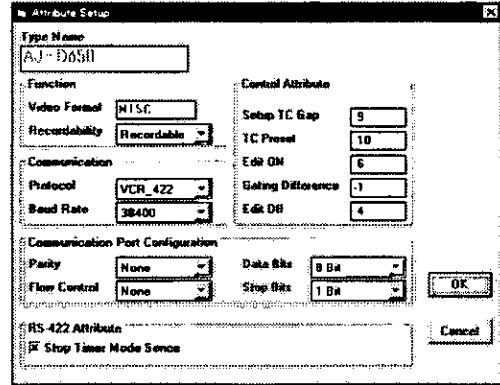 Attribute Setup
Type Name
AJ-D650
Function
Video Format NTSC
Recordability Recordable
Communication
Protocol VCR_422
Baud Rate 38400
Control Attribute
Setup TC Gap 9
TC Preset 10
Edit ON 6
Gating Difference -1
Edit Off 4
Communication Port Configuration
Parity None Data Bits 8 Bit
Flow Control None Stop Bits 1 Bit
OK
RS-422 Attribute
Stop Timer Mode Sence
Cancel